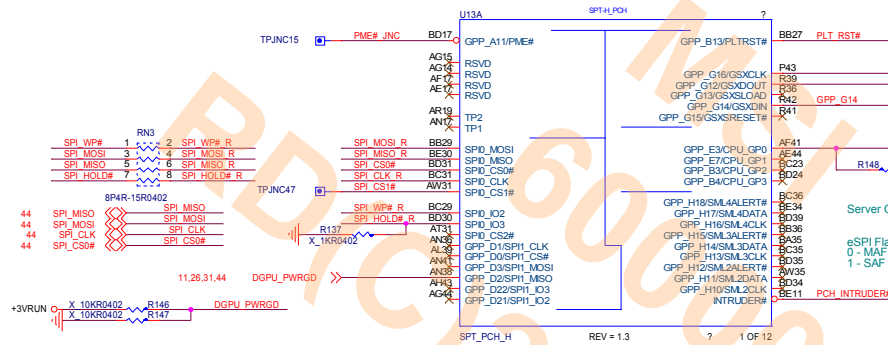 U13A
SPT-H_PCH
?
TPJNC15
PME#_JNC
BD17
GPP_A11/PME#
GPP_B13/PLTRST#
BB27
PLT_RST#
AG15
RSVD
AG14
RSVD
AF17
RSVD
AE17
RSVD
GPP_G16/GSXCLK
P43
GPP_G12/GSXDOUT
R39
GPP_G13/GSXSLOAD
R36
GPP_G14/GSXDIN
R42
GPP_G14
GPP_G15/GSXSRESET#
R41
AR19
TP2
AN17
TP1
RN3
SPI_WP# 1 2 SPI_WP#_R
SPI_MOSI 3 4 SPI_MOSI_R
SPI_MISO 5 6 SPI_MISO_R
SPI_HOLD# 7 8 SPI_HOLD#_R
8P4R-15R0402
SPI_MOSI_R BB29 SPI0_MOSI
SPI_MISO_R BE30 SPI0_MISO
SPI_CS0# BD31 SPI0_CS0#
SPI_CLK_R BC31 SPI0_CLK
TPJNC47 SPI_CS1# AW31 SPI0_CS1#
GPP_E3/CPU_GP0 AF41
GPP_E7/CPU_GP1 AE44
GPP_B3/CPU_GP2 BC23
GPP_B4/CPU_GP3 BD24
R148
44 SPI_MISO SPI_MISO
44 SPI_MOSI SPI_MOSI
44 SPI_CLK SPI_CLK
44 SPI_CS0# SPI_CS0#
SPI_WP#_R BC29 SPI0_IO2
SPI_HOLD#_R BD30 SPI0_IO3
R137 AT31 SPI0_CS2#
X_1KR0402
AN36 GPP_D1/SPI1_CLK
AL39 GPP_D0/SPI1_CS#
AN41 GPP_D3/SPI1_MOSI
11,26,31,44 DGPU_PWRGD AN38 GPP_D2/SPI1_MISO
AH43 GPP_D22/SPI1_IO3
AG44 GPP_D21/SPI1_IO2
GPP_H18/SML4ALERT# BC36
GPP_H17/SML4DATA BE34
GPP_H16/SML4CLK BD39
GPP_H15/SML3ALERT# BB36
GPP_H14/SML3DATA BA35
GPP_H13/SML3CLK BC35
GPP_H12/SML2ALERT# BD35
GPP_H11/SML2DATA AW35
GPP_H10/SML2CLK BD34
INTRUDER# BE11 PCH_INTRUDER#
Server
eSPI Fla
0 - MAF
1 - SAF
+3VRUN X_10KR0402 R146 DGPU_PWRGD
X_10KR0402 R147
SPT_PCH_H
REV = 1.3
?
1 OF 12
MSI